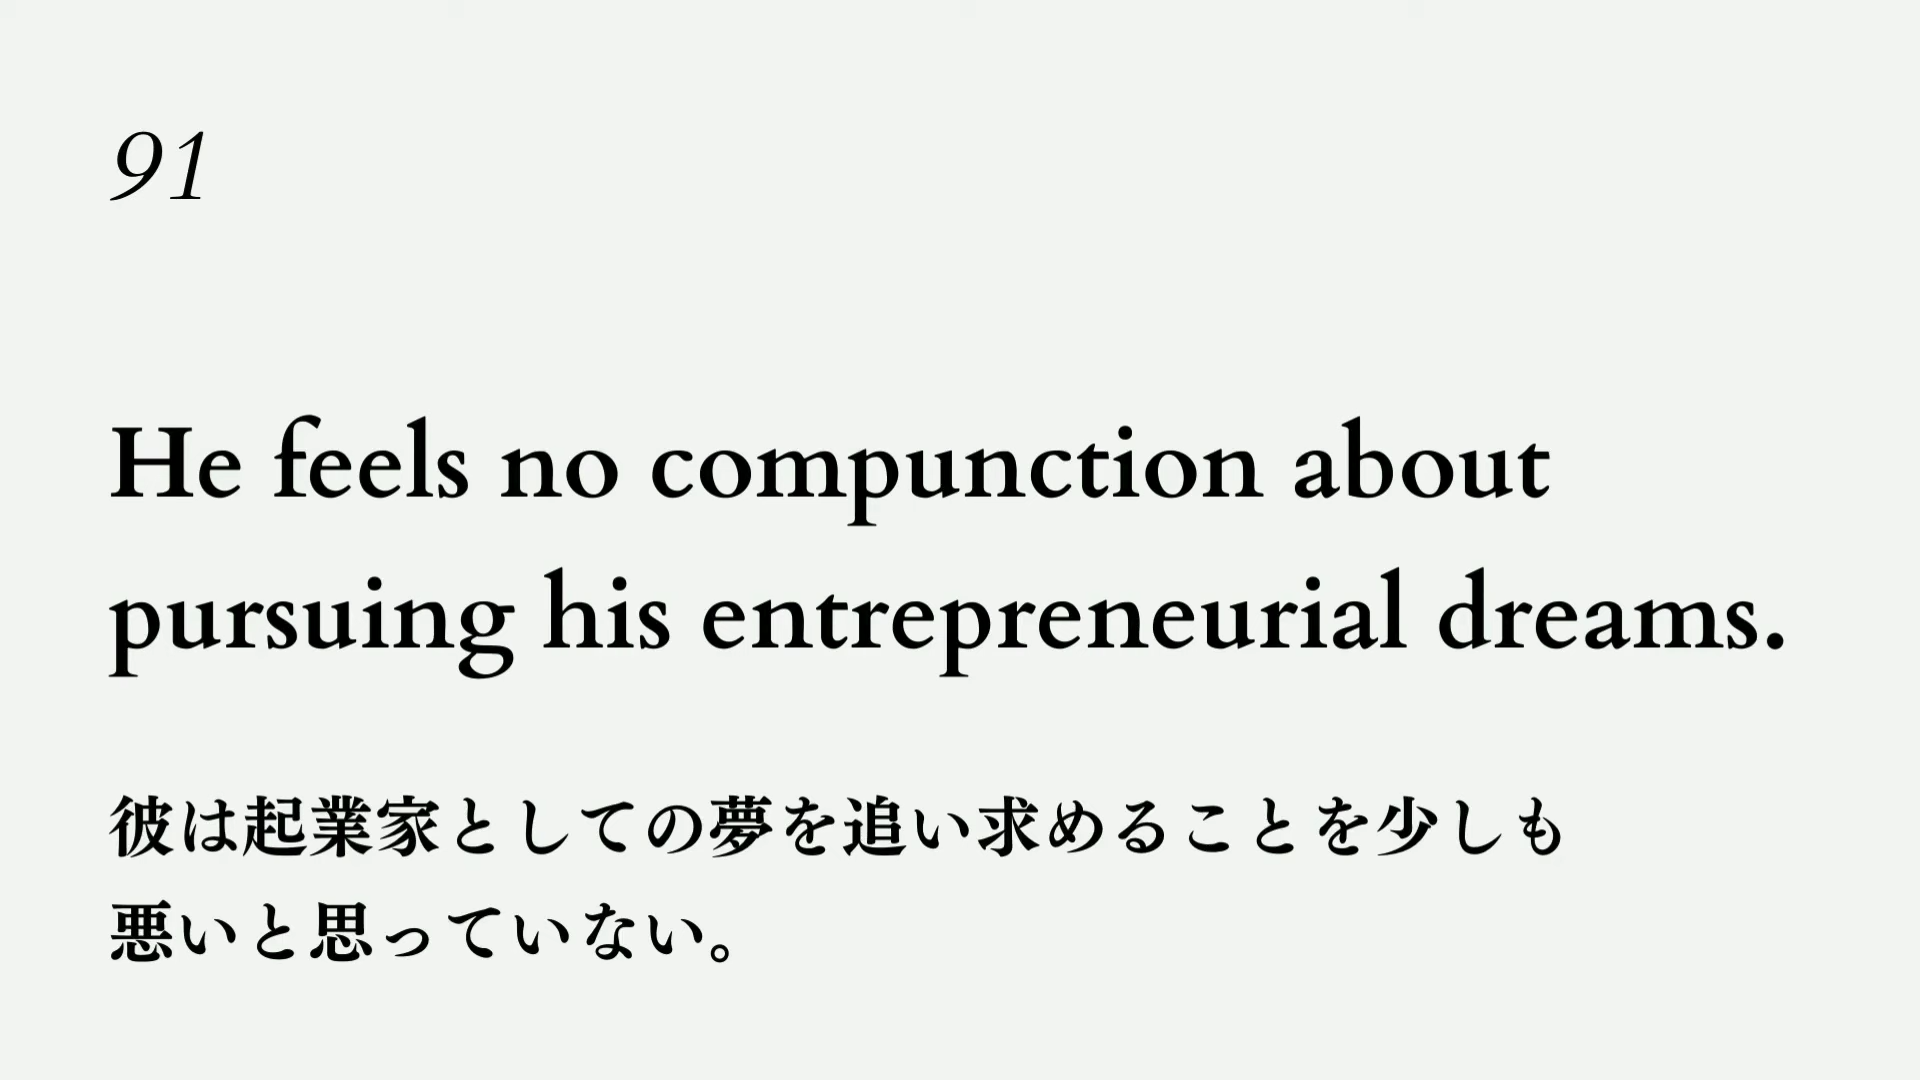 91
He feels no compunction about
pursuing his entrepreneurial dreams.
彼は起業家としての夢を追い求めることを少しも
悪いと思っていない。